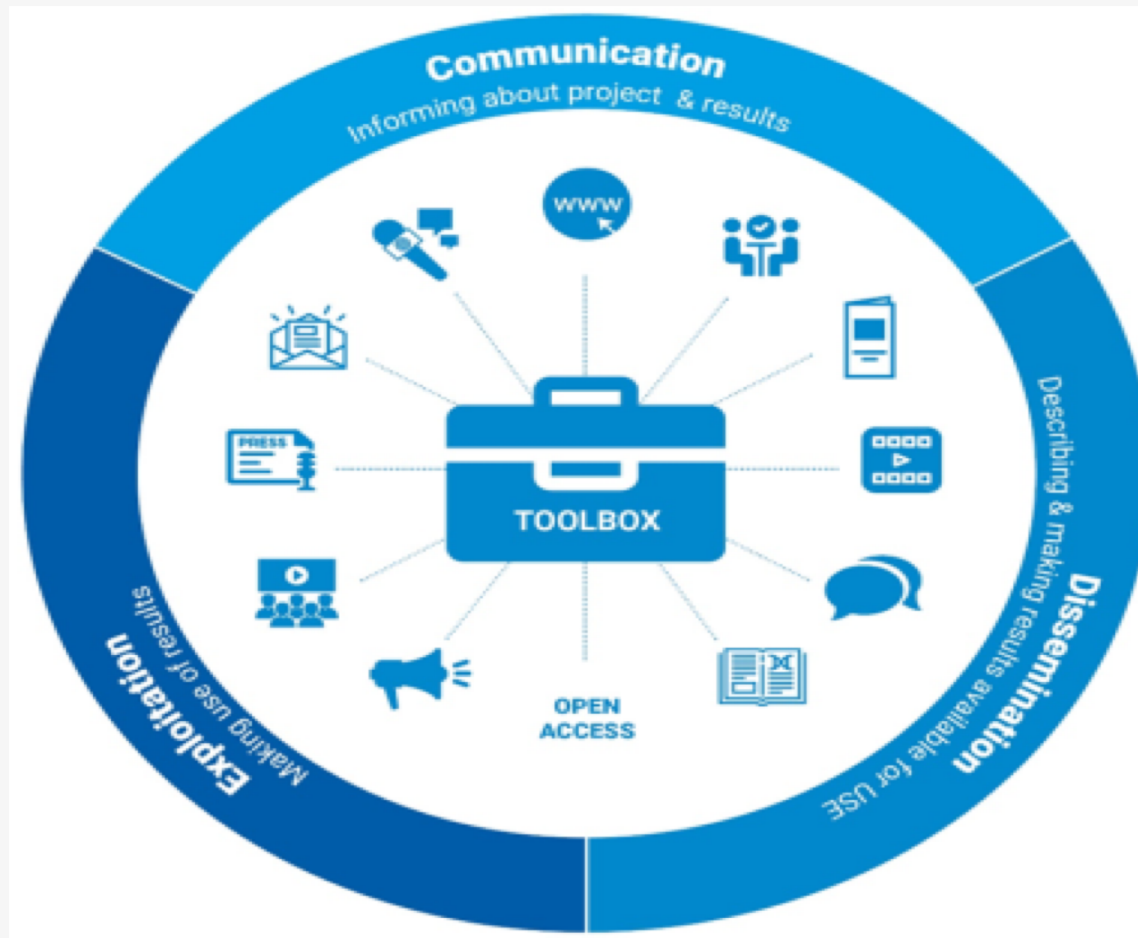 Communication
Informing about project & results
www
PRESS
TOOLBOX
OPEN
ACCESS
Describing & making results available for USE
Dissemination
Exploitation
Making use of results